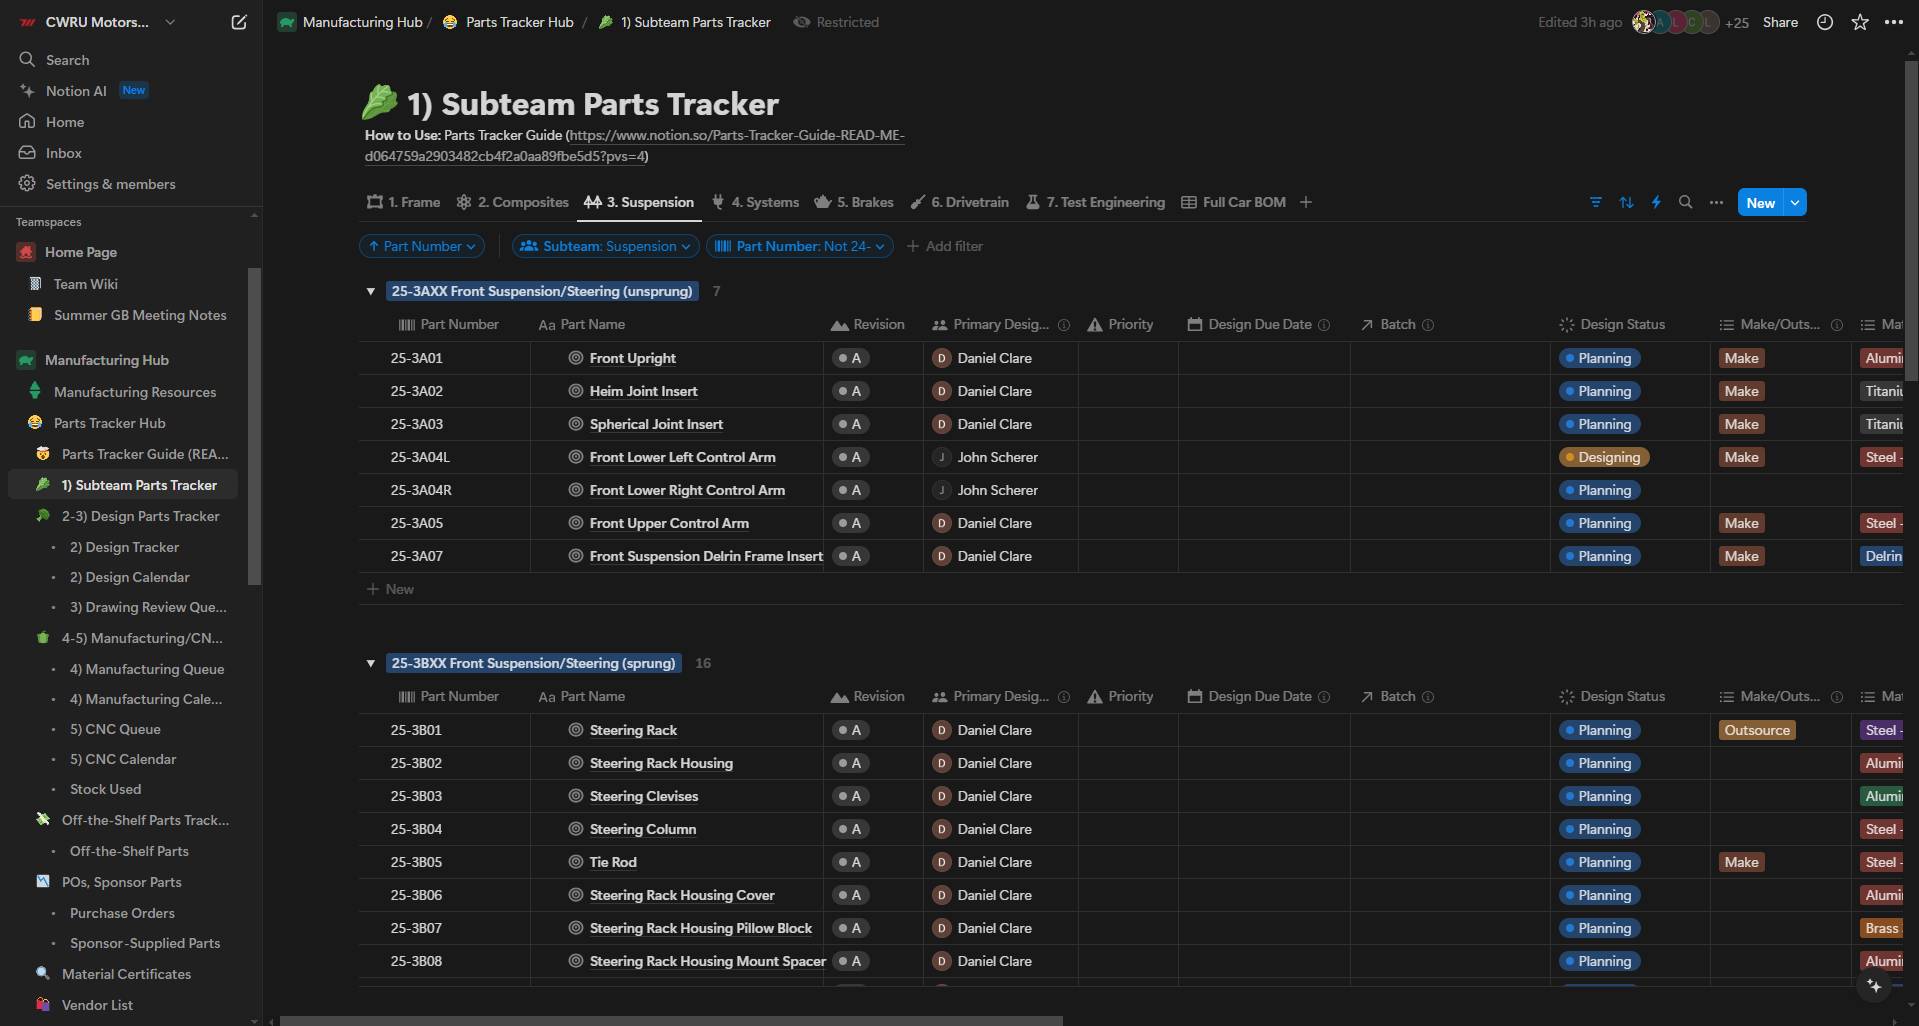 CWRU Motors...
Search
Notion AI New
Home
Inbox
Settings & members
Teamspaces
Home Page
Team Wiki
Summer GB Meeting Notes
Manufacturing Hub
Manufacturing Resources
Parts Tracker Hub
Parts Tracker Guide (REA...
1) Subteam Parts Tracker
2-3) Design Parts Tracker
2) Design Tracker
2) Design Calendar
3) Drawing Review Que...
4-5) Manufacturing/CN...
4) Manufacturing Queue
4) Manufacturing Cale...
5) CNC Queue
5) CNC Calendar
Stock Used
Off-the-Shelf Parts Track...
Off-the-Shelf Parts
POs, Sponsor Parts
Purchase Orders
Sponsor-Supplied Parts
Material Certificates
Vendor List
Manufacturing Hub / Parts Tracker Hub / 1) Subteam Parts Tracker Restricted
Edited 3h ago A L C L +25 Share
1) Subteam Parts Tracker
How to Use: Parts Tracker Guide (https://www.notion.so/Parts-Tracker-Guide-READ-ME-
d064759a2903482cb4f2a0aa89fbe5d5?pvs=4)
1. Frame 2. Composites 3. Suspension 4. Systems 5. Brakes 6. Drivetrain 7. Test Engineering Full Car BOM New
Part Number Subteam: Suspension Part Number: Not 24- Add filter
25-3AXX Front Suspension/Steering (unsprung) 7
Part Number Aa Part Name Revision Primary Desig... Priority Design Due Date Batch Design Status Make/Outs... Mat
25-3A01 Front Upright A D Daniel Clare Planning Make Alumin
25-3A02 Heim Joint Insert A D Daniel Clare Planning Make Titaniu
25-3A03 Spherical Joint Insert A D Daniel Clare Planning Make Titaniu
25-3A04L Front Lower Left Control Arm A J John Scherer Designing Make Steel -
25-3A04R Front Lower Right Control Arm A J John Scherer Planning
25-3A05 Front Upper Control Arm A D Daniel Clare Planning Make Steel -
25-3A07 Front Suspension Delrin Frame Insert A D Daniel Clare Planning Make Delrin
New
25-3BXX Front Suspension/Steering (sprung) 16
Part Number Aa Part Name Revision Primary Desig... Priority Design Due Date Batch Design Status Make/Outs... Mat
25-3B01 Steering Rack A D Daniel Clare Planning Outsource Steel -
25-3B02 Steering Rack Housing A D Daniel Clare Planning Alumin
25-3B03 Steering Clevises A D Daniel Clare Planning Alumin
25-3B04 Steering Column A D Daniel Clare Planning Steel -
25-3B05 Tie Rod A D Daniel Clare Planning Make Steel -
25-3B06 Steering Rack Housing Cover A D Daniel Clare Planning Alumin
25-3B07 Steering Rack Housing Pillow Block A D Daniel Clare Planning Brass
25-3B08 Steering Rack Housing Mount Spacer A D Daniel Clare Planning Alumin